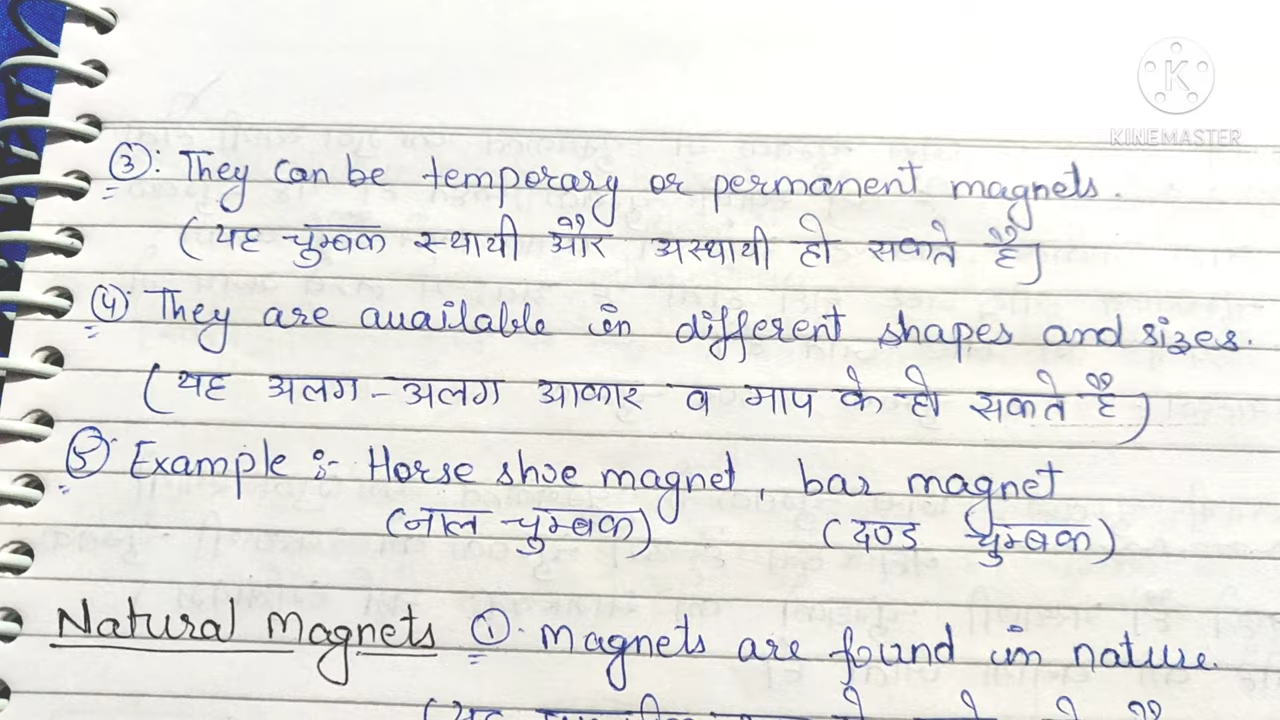 K
KINEMASTER
③. They can be temporary or permanent magnets.
(यह चुम्बक स्थायी और अस्थायी हो सकते हैं)
④ They are available in different shapes and sizes.
(यह अलग-अलग आकार व माप के हो सकते हैं)
⑤ Example :- Horse shoe magnet, bar magnet
(नाल चुम्बक) (दण्ड चुम्बक)
Natural Magnets ①. Magnets are found in nature.
(यह